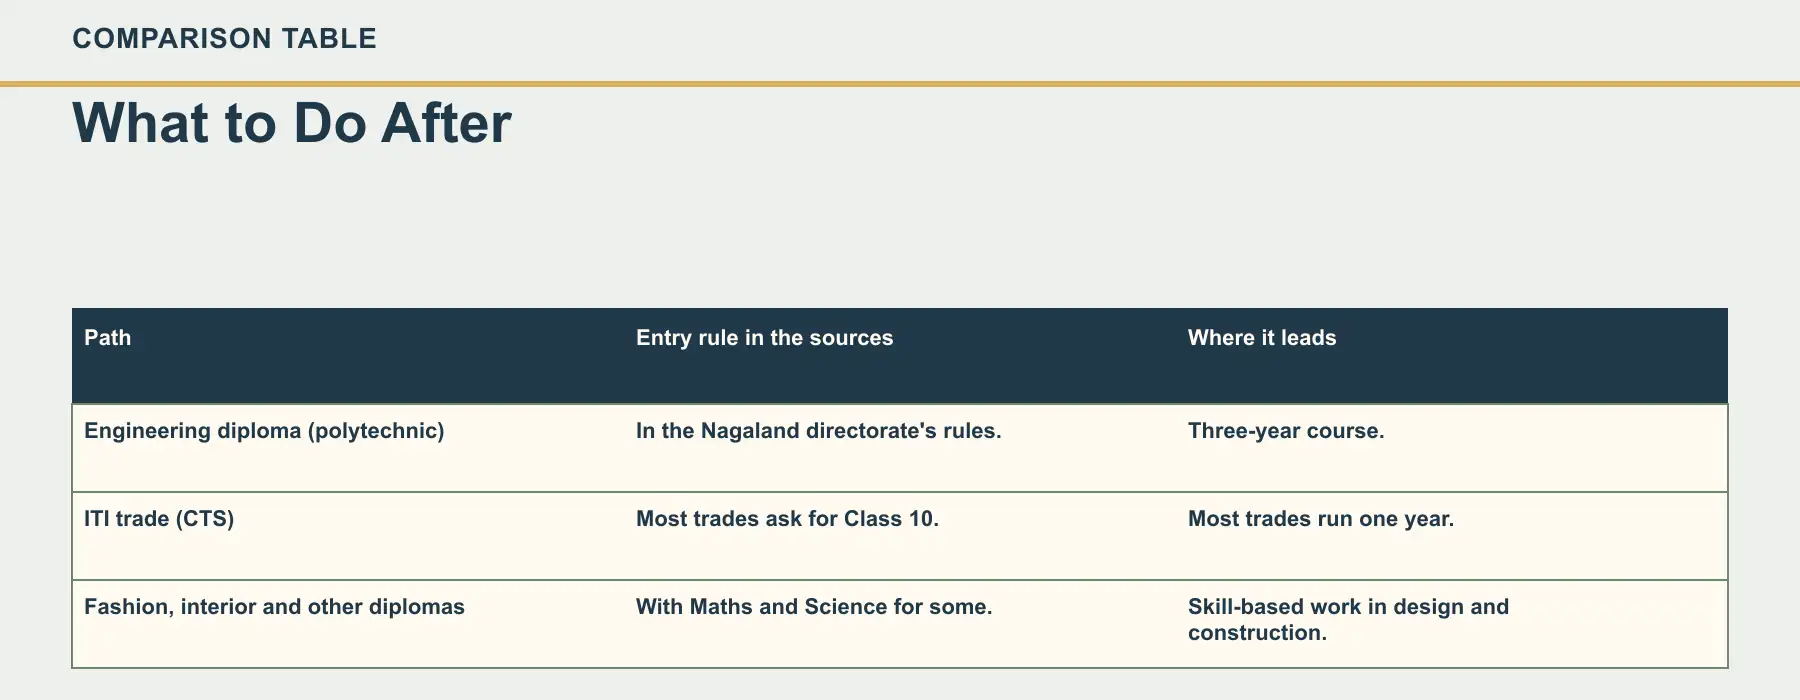 COMPARISON TABLE
What to Do After
Path
Entry rule in the sources
Where it leads
Engineering diploma (polytechnic)
In the Nagaland directorate's rules.
Three-year course.
ITI trade (CTS)
Most trades ask for Class 10.
Most trades run one year.
Fashion, interior and other diplomas
With Maths and Science for some.
Skill-based work in design and
construction.